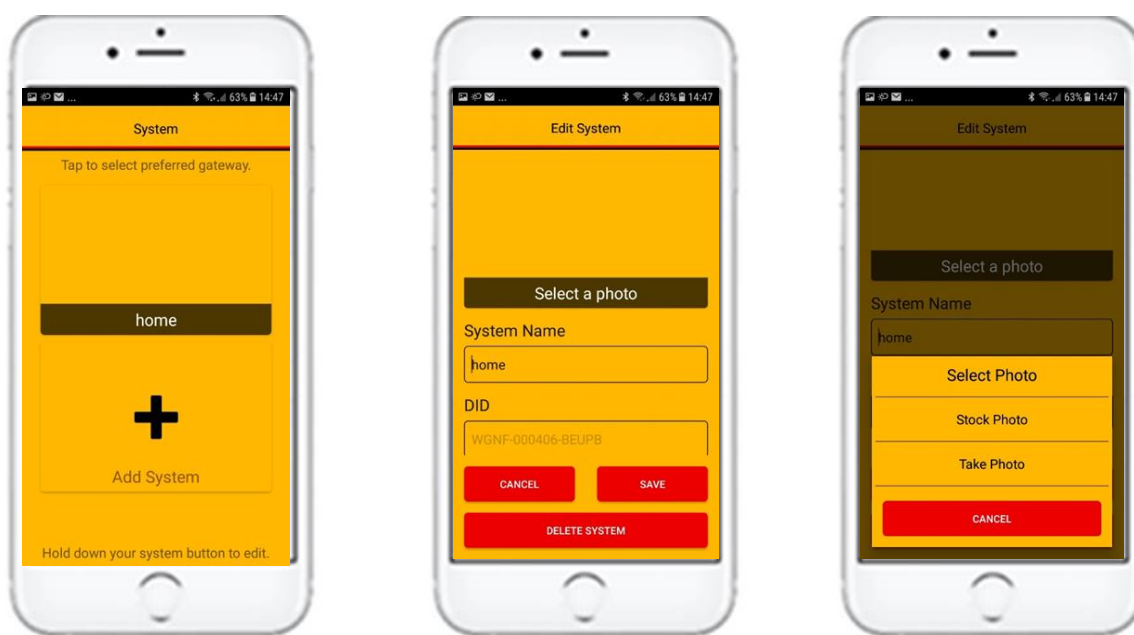 ... 63% 14:47
System
Tap to select preferred gateway.
home
Add System
Hold down your system button to edit.
... 63% 14:47
Edit System
Select a photo
System Name
home
DID
WGNF-000406-BEUPB
CANCEL SAVE
DELETE SYSTEM
... 63% 14:47
Edit System
Select a photo
System Name
home
Select Photo
Stock Photo
Take Photo
CANCEL